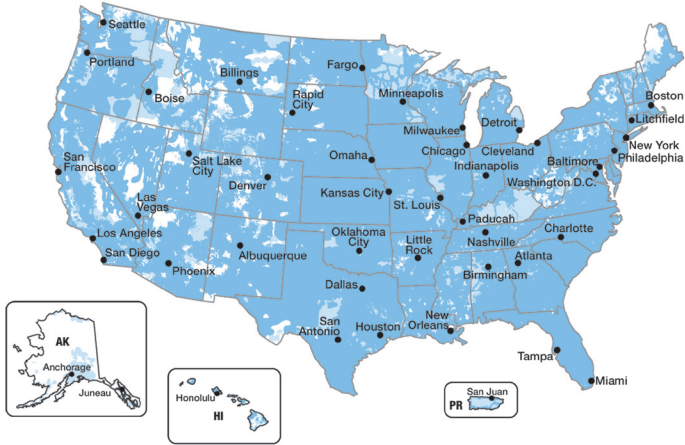 Seattle
Portland
Fargo
Billings
Minneapolis
Boise
Rapid
City
Boston
Litchfield
Milwaukee
Detroit
New York
Chicago
Cleveland
Philadelphia
San
Francisco
Salt Lake
City
Omaha
Indianapolis
Baltimore
Denver
Washington D.C.
Kansas City
St. Louis
Las
Vegas
Paducah
Los Angeles
Oklahoma
City
Little
Rock
Nashville
Charlotte
San Diego
Albuquerque
Phoenix
Atlanta
Birmingham
Dallas
New
Orleans
San
Antonio
Houston
Tampa
Miami
AK
Anchorage
Juneau
Honolulu
HI
San Juan
PR